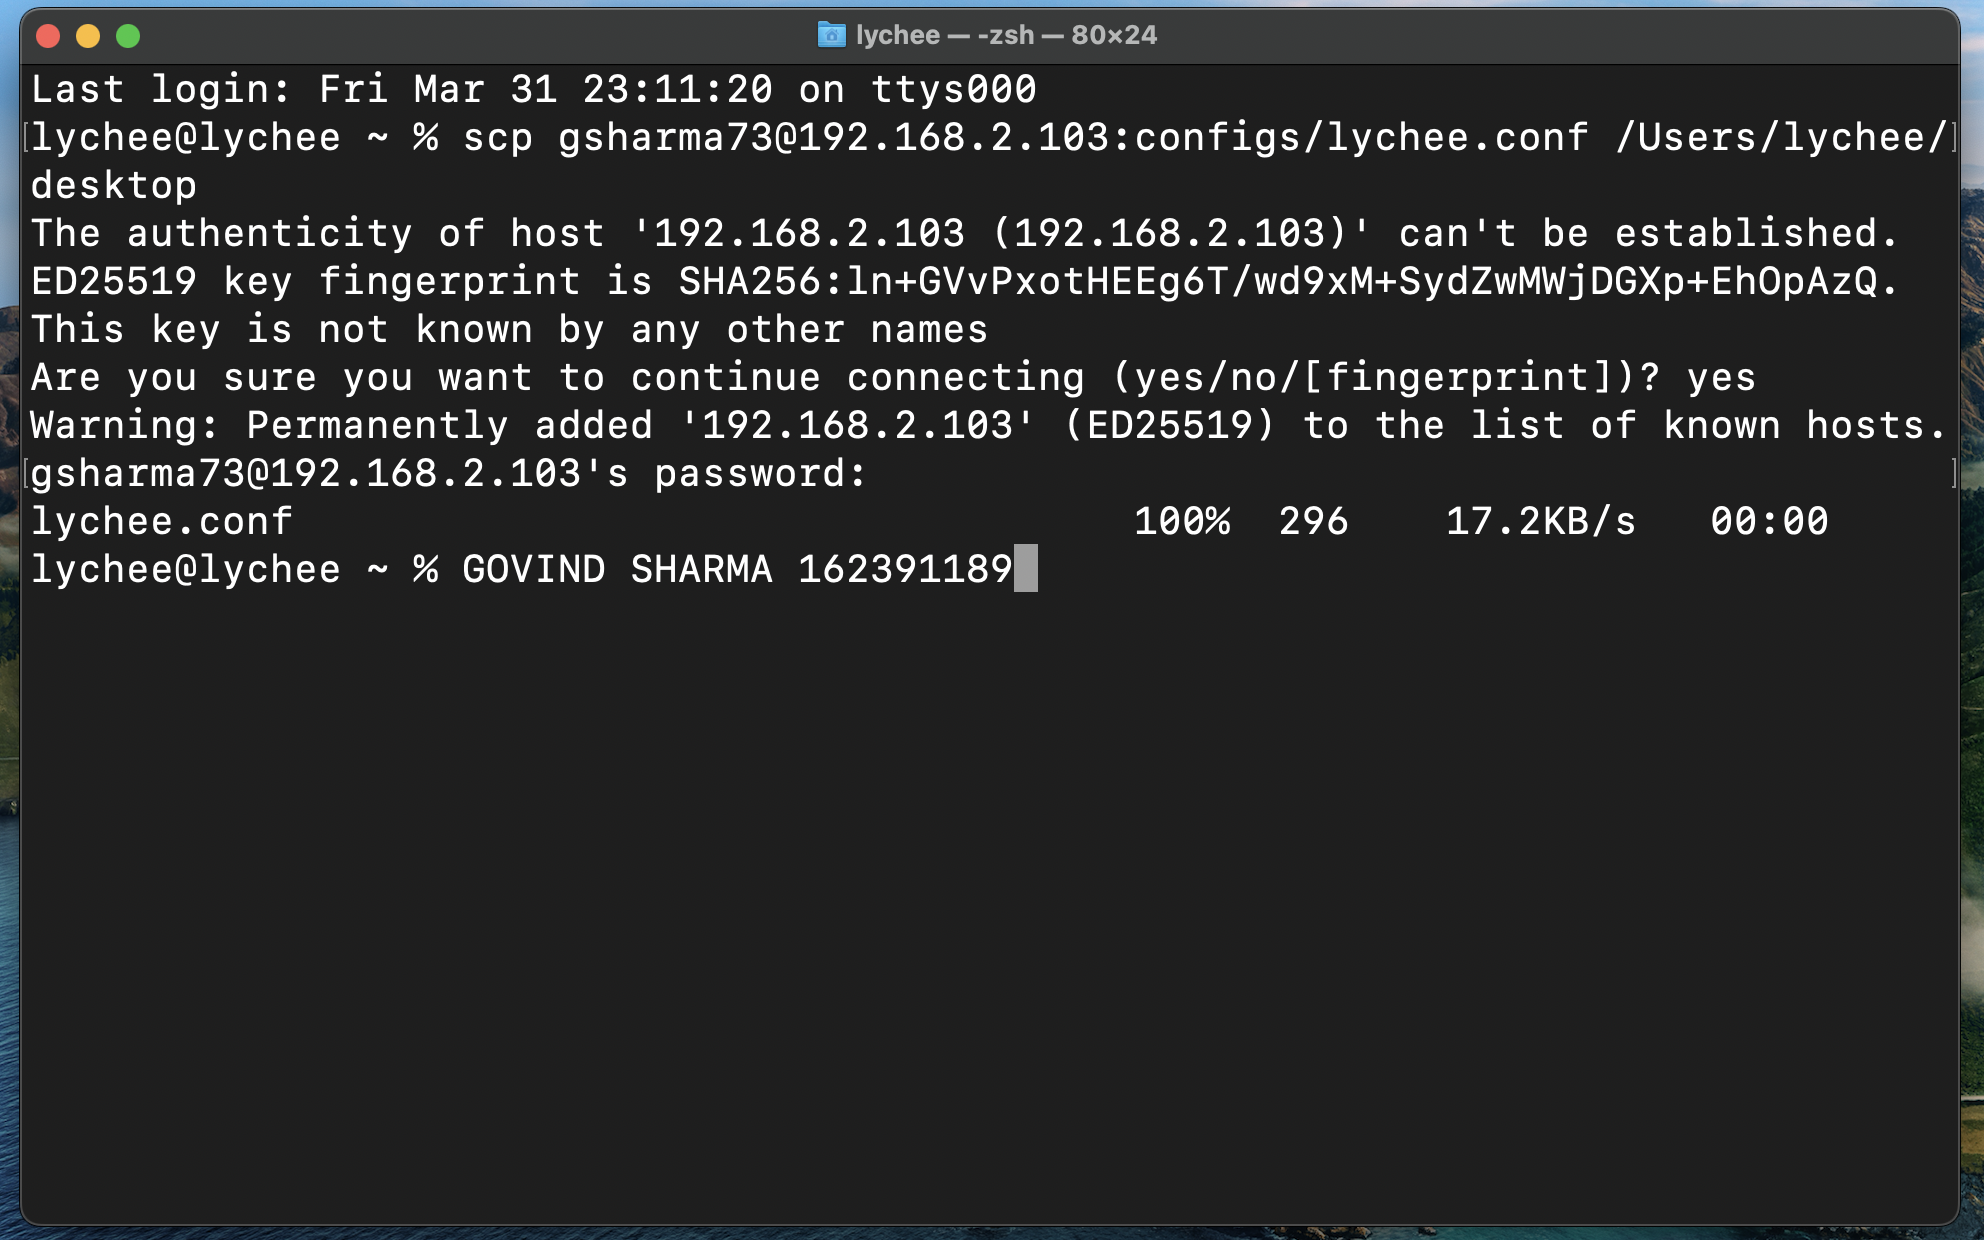 lychee — -zsh — 80×24
Last login: Fri Mar 31 23:11:20 on ttys000
[lychee@lychee ~ % scp gsharma73@192.168.2.103:configs/lychee.conf /Users/lychee/]
desktop
The authenticity of host '192.168.2.103 (192.168.2.103)' can't be established.
ED25519 key fingerprint is SHA256:ln+GVvPxotHEEg6T/wd9xM+SydZwMWjDGXp+EhOpAzQ.
This key is not known by any other names
Are you sure you want to continue connecting (yes/no/[fingerprint])? yes
Warning: Permanently added '192.168.2.103' (ED25519) to the list of known hosts.
[gsharma73@192.168.2.103's password: ]
lychee.conf 100% 296 17.2KB/s 00:00
lychee@lychee ~ % GOVIND SHARMA 162391189